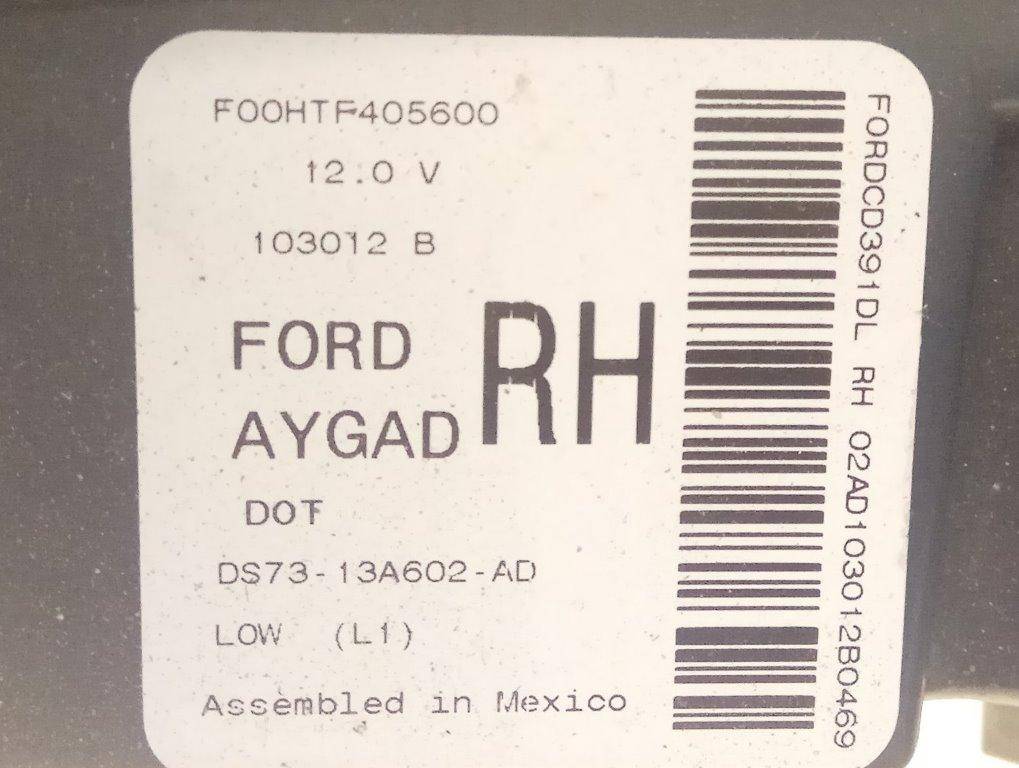 F00HTF405600
12.0 V
103012 B
FORD
AYGAD
RH
DOT
DS73-13A602-AD
LOW (L1)
Assembled in Mexico
FORDCD391DL RH 02AD103012B0469